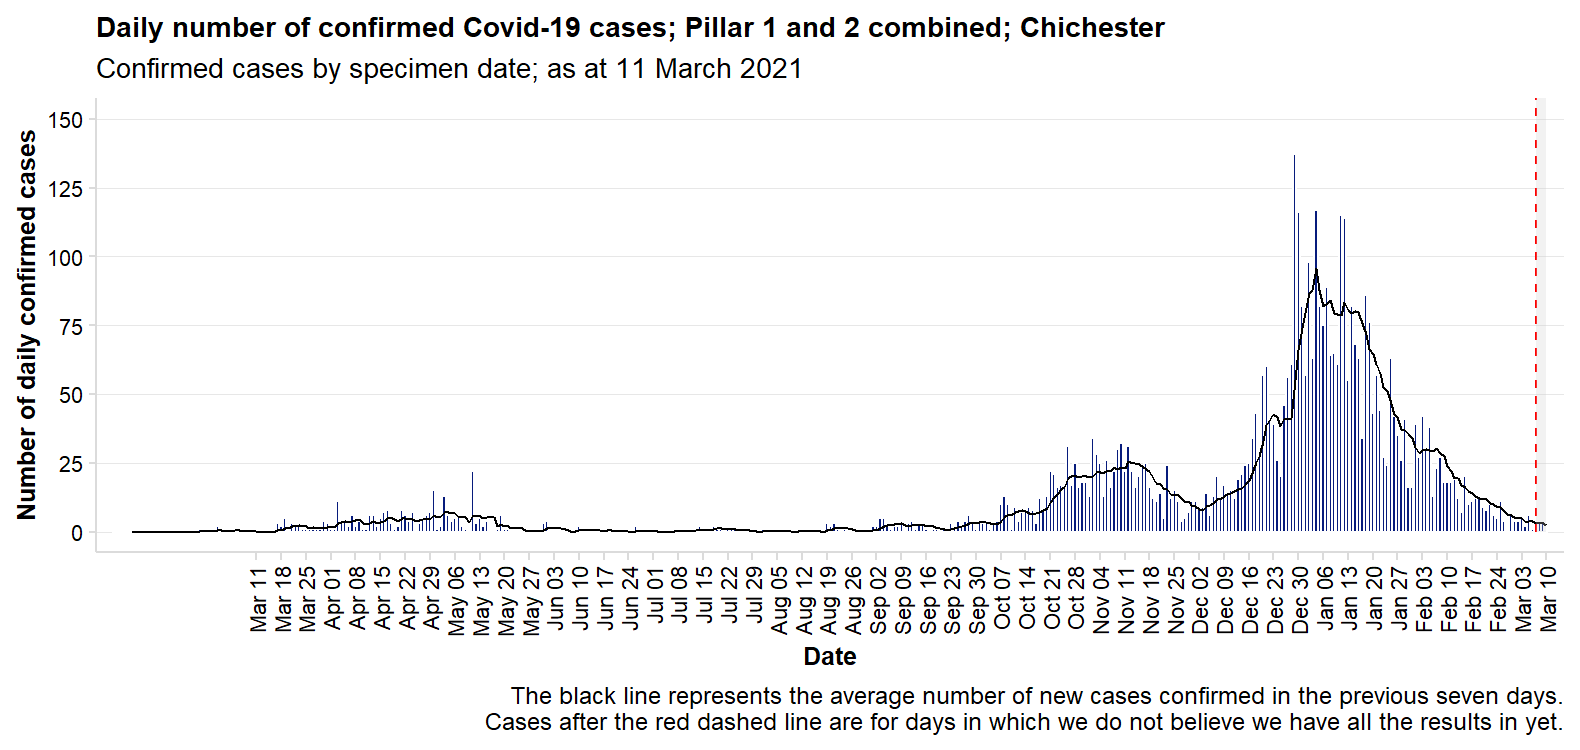 Daily number of confirmed Covid-19 cases; Pillar 1 and 2 combined; Chichester
Confirmed cases by specimen date; as at 11 March 2021
Number of daily confirmed cases
150
125
100
75
50
25
0
Mar 11
Mar 18
Mar 25
Apr 01
Apr 08
Apr 15
Apr 22
Apr 29
May 06
May 13
May 20
May 27
Jun 03
Jun 10
Jun 17
Jun 24
Jul 01
Jul 08
Jul 15
Jul 22
Jul 29
Aug 05
Aug 12
Aug 19
Aug 26
Sep 02
Sep 09
Sep 16
Sep 23
Sep 30
Oct 07
Oct 14
Oct 21
Oct 28
Nov 04
Nov 11
Nov 18
Nov 25
Dec 02
Dec 09
Dec 16
Dec 23
Dec 30
Jan 06
Jan 13
Jan 20
Jan 27
Feb 03
Feb 10
Feb 17
Feb 24
Mar 03
Mar 10
Date
The black line represents the average number of new cases confirmed in the previous seven days.
Cases after the red dashed line are for days in which we do not believe we have all the results in yet.